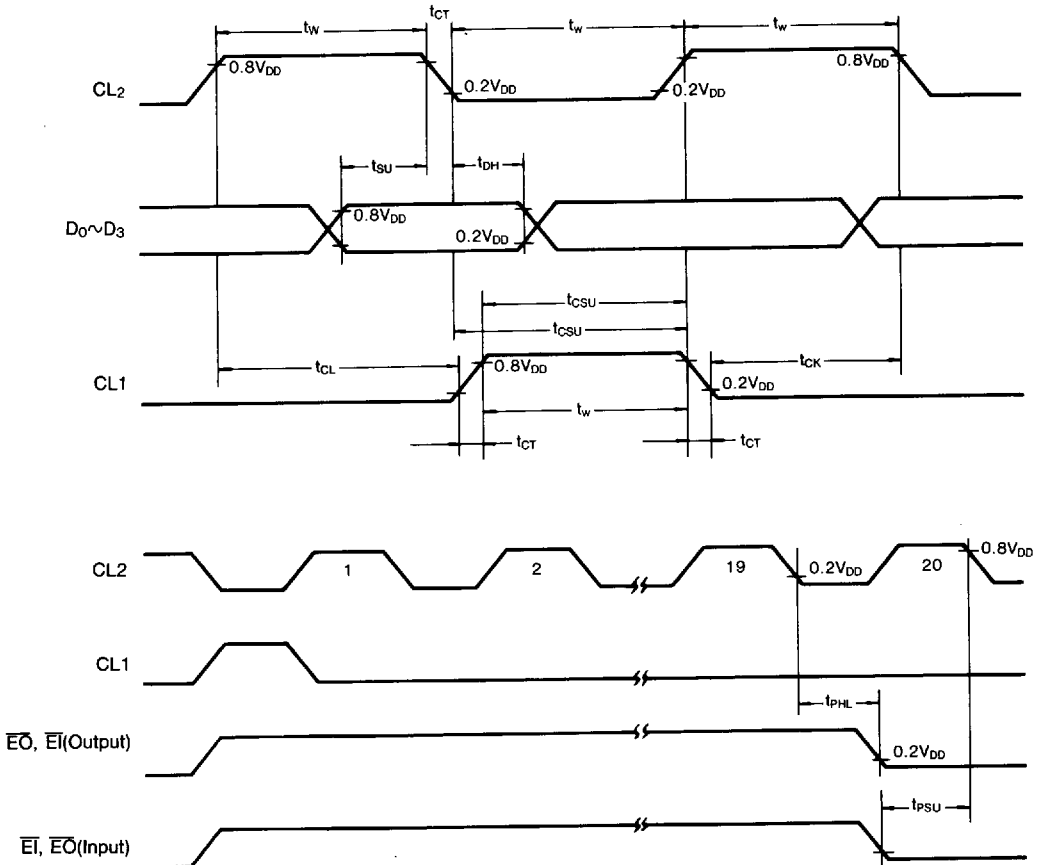 tCT
tW tw tw
0.8VDD 0.8VDD
CL2 0.2VDD 0.2VDD
tSU tDH
0.8VDD
D0~D3 0.2VDD
tCSU
tCSU
tCL 0.8VDD tCK
CL1 0.2VDD
tw
tCT tCT
CL2 1 2 19 0.2VDD 20 0.8VDD
CL1
tPHL
EO, EI(Output)
0.2VDD
tPSU
EI, EO(Input)